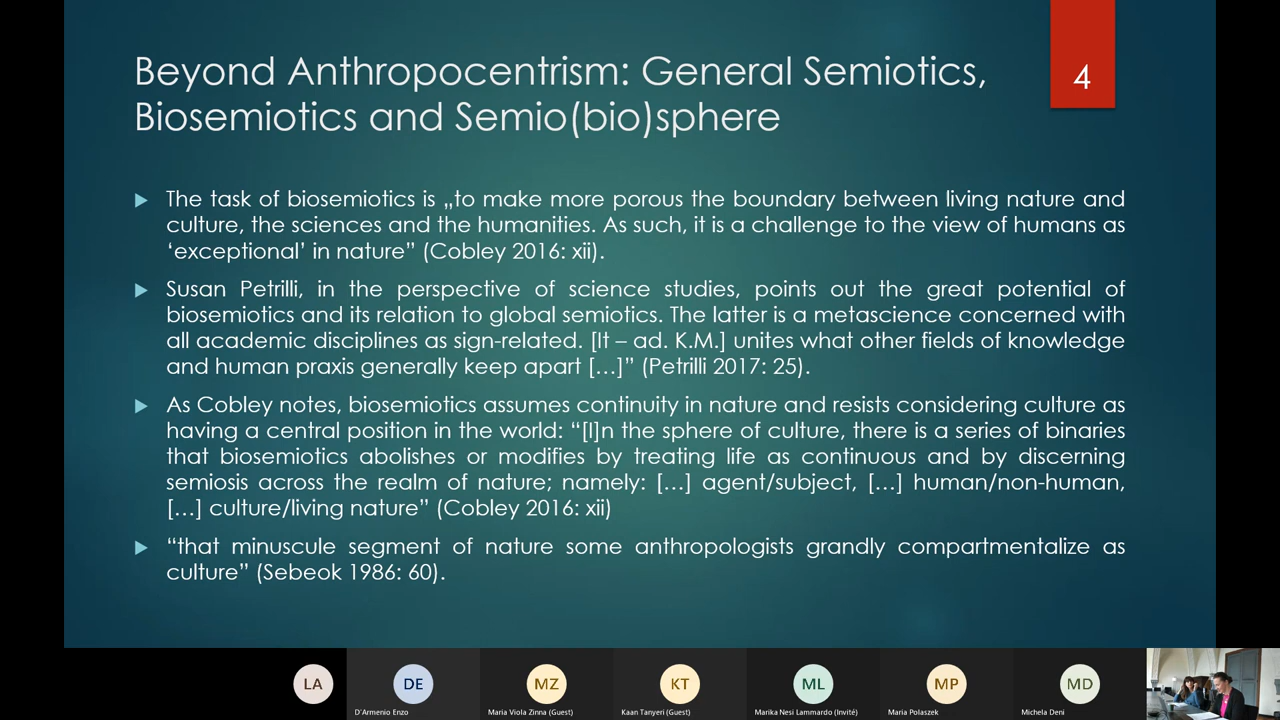 Beyond Anthropocentrism: General Semiotics,
Biosemiotics and Semio(bio)sphere
4
The task of biosemiotics is „to make more porous the boundary between living nature and
culture, the sciences and the humanities. As such, it is a challenge to the view of humans as
‘exceptional’ in nature” (Cobley 2016: xii).
Susan Petrilli, in the perspective of science studies, points out the great potential of
biosemiotics and its relation to global semiotics. The latter is a metascience concerned with
all academic disciplines as sign-related. [It – ad. K.M.] unites what other fields of knowledge
and human praxis generally keep apart […]” (Petrilli 2017: 25).
As Cobley notes, biosemiotics assumes continuity in nature and resists considering culture as
having a central position in the world: “[I]n the sphere of culture, there is a series of binaries
that biosemiotics abolishes or modifies by treating life as continuous and by discerning
semiosis across the realm of nature; namely: […] agent/subject, […] human/non-human,
[…] culture/living nature” (Cobley 2016: xii)
“that minuscule segment of nature some anthropologists grandly compartmentalize as
culture” (Sebeok 1986: 60).
LA
DE
MZ
KT
ML
MP
MD
D'Armenio Enzo
Maria Viola Zinna (Guest)
Kaan Tanyeri (Guest)
Marika Nesi Lammardo (Invité)
Maria Polaszek
Michela Deni